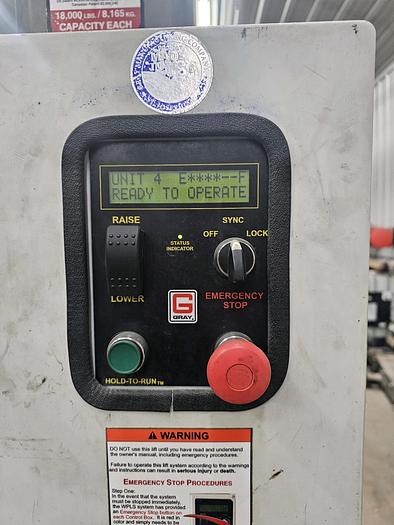 18,000 LBS. / 8,165 KG.
CAPACITY EACH
GRAY MANUFACTURING COMPANY
MADE
UNIT 4 E****--F
READY TO OPERATE
RAISE
SYNC
OFF
LOCK
STATUS
INDICATOR
LOWER
EMERGENCY
STOP
G
GRAY
HOLD-TO-RUN™
WARNING
DO NOT use this lift until you have read and understand
the owner's manual, including emergency procedures.
Failure to operate this lift system according to the warnings
and instructions can result in serious injury or death.
EMERGENCY STOP PROCEDURES
Step One:
In the event that the system
must be stopped immediately,
the WPLS system has provided
an Emergency Stop button on
each Control Box. It is red in
color and simply needs to be